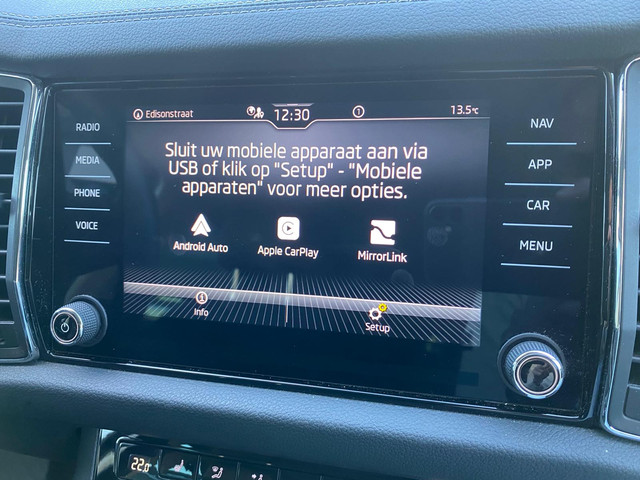 Edisonstraat 12:30 1 13.5°C
RADIO
MEDIA
PHONE
VOICE
Sluit uw mobiele apparaat aan via
USB of klik op "Setup" - "Mobiele
apparaten" voor meer opties.
Android Auto Apple CarPlay MirrorLink
Info Setup
NAV
APP
CAR
MENU
22.0